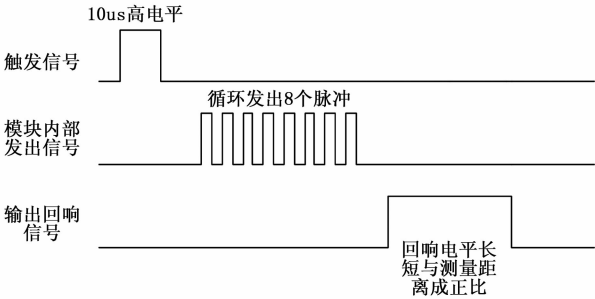 10us高电平
触发信号
循环发出8个脉冲
模块内部
发出信号
输出回响
信号
回响电平长
短与测量距
离成正比